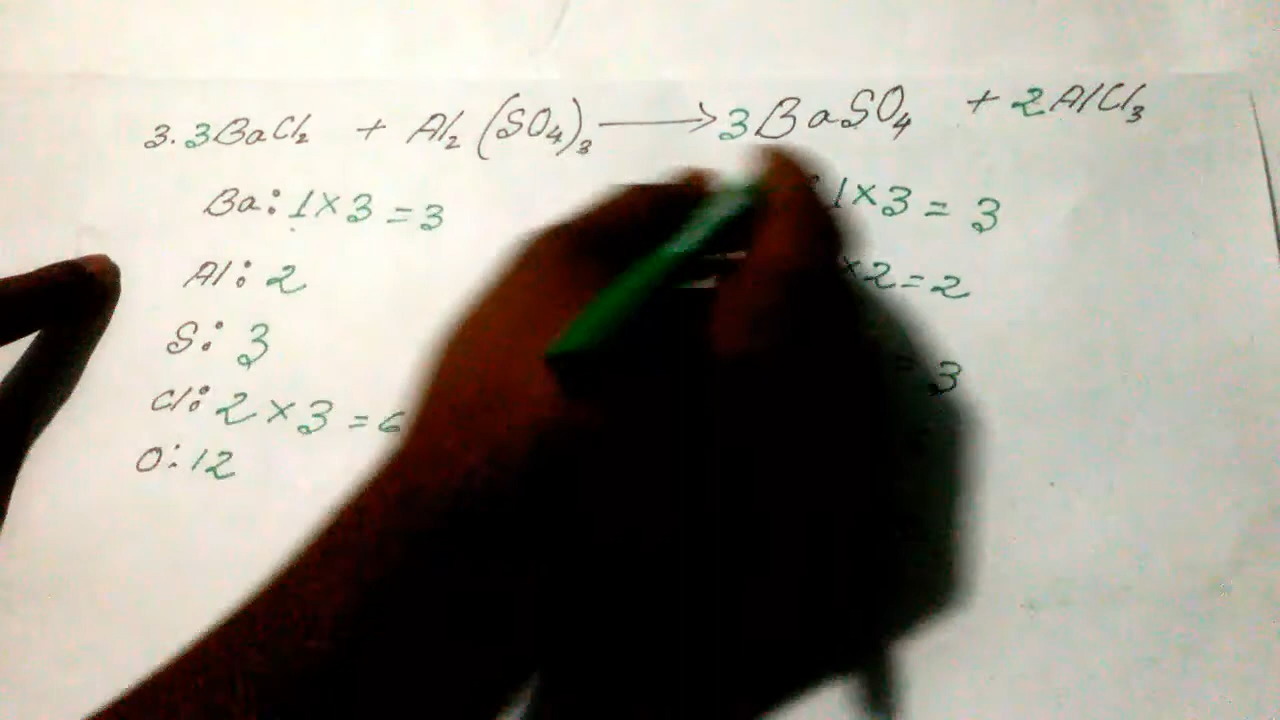 3. 3BaCl₂ + Al₂(SO₄)₃ → 3BaSO₄ + 2AlCl₃
Ba: 1×3=3 : 1×3=3
Al: 2 ×2=2
S: 3 = 3
Cl: 2×3=6
O: 12